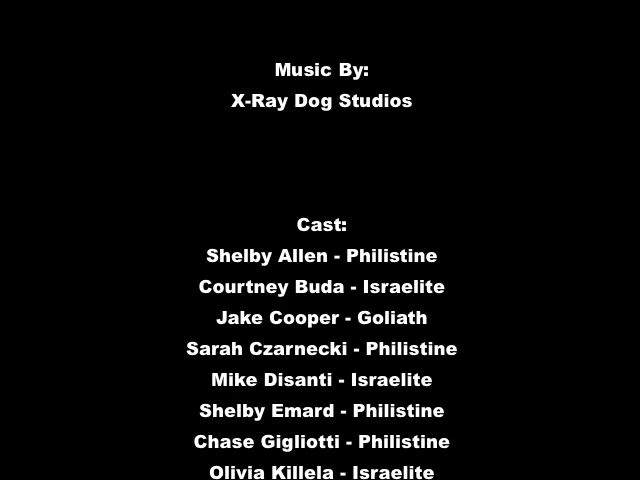 Music By:
X-Ray Dog Studios
Cast:
Shelby Allen - Philistine
Courtney Buda - Israelite
Jake Cooper - Goliath
Sarah Czarnecki - Philistine
Mike Disanti - Israelite
Shelby Emard - Philistine
Chase Gigliotti - Philistine
Olivia Killela - Israelite